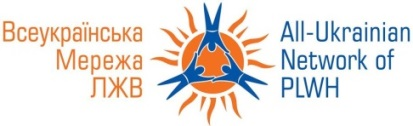 Всеукраїнська
Мережа
ЛЖВ
All-Ukrainian
Network of
PLWH